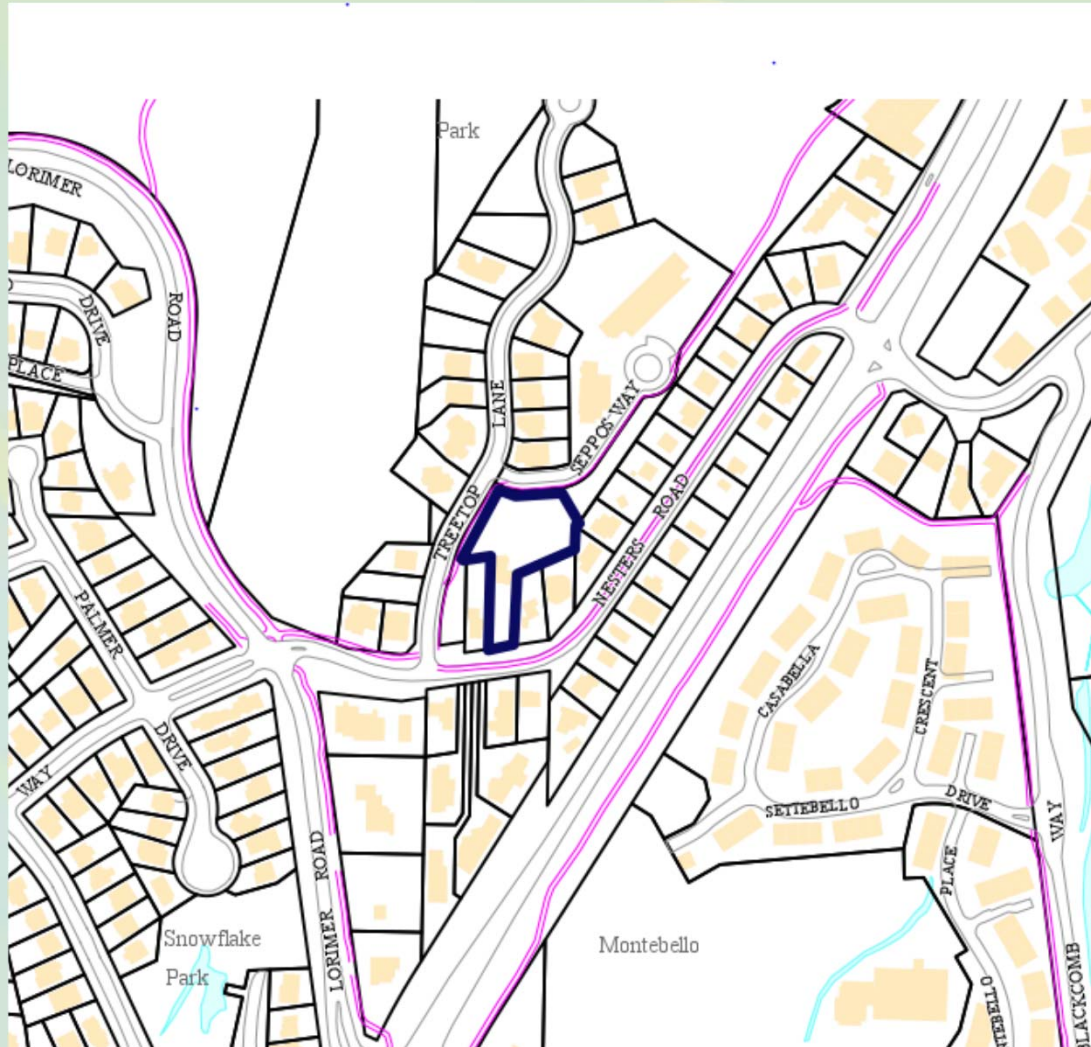 Park
LORIMER
ROAD
DRIVE
PLACE
LANE
SEPPOS WAY
TREETOP
NESTERS ROAD
PALMER
DRIVE
WAY
CASABELLA
CRESCENT
SETTEBELLO
DRIVE
WAY
PLACE
LORIMER ROAD
Snowflake
Park
Montebello